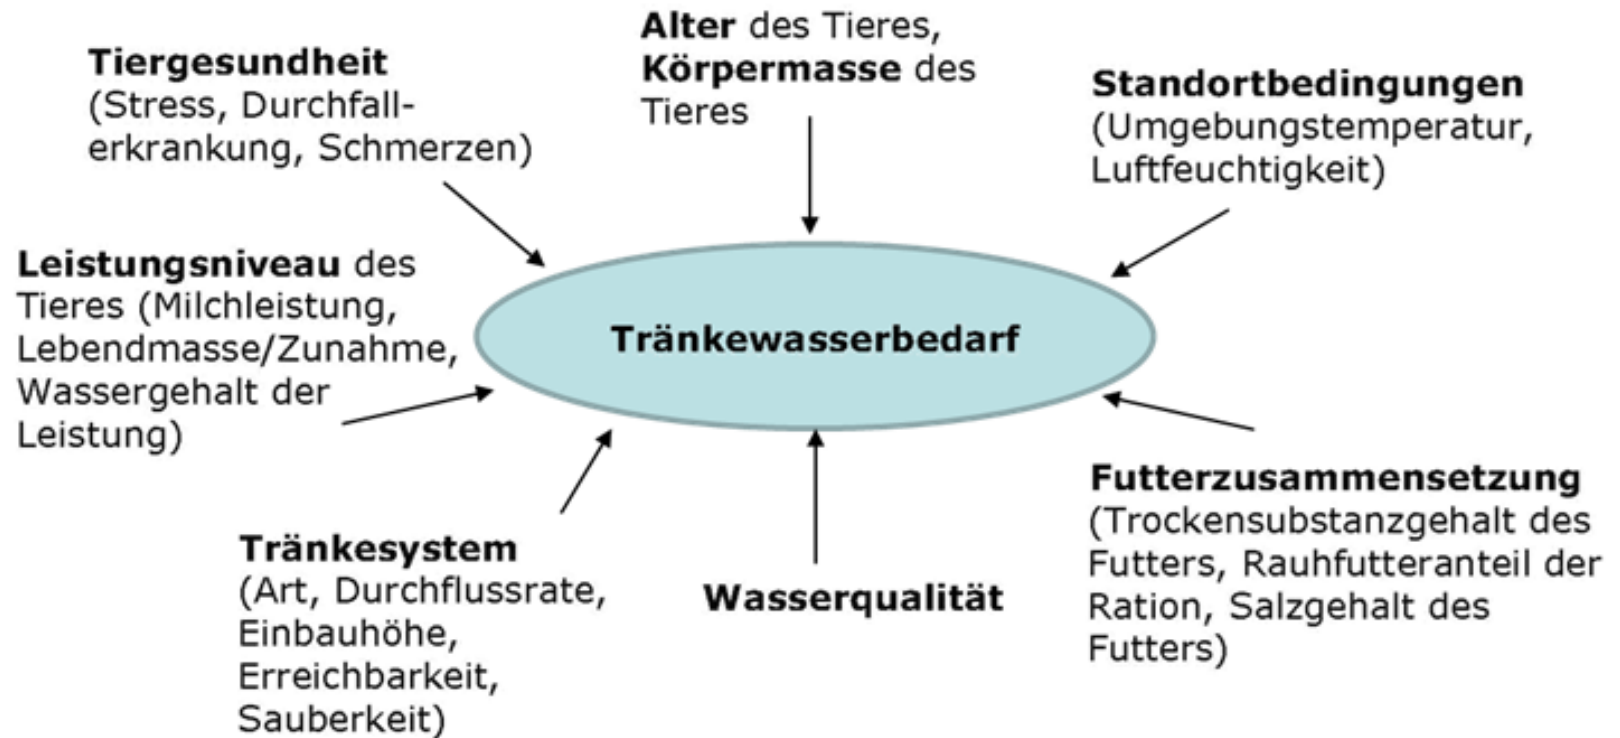 Alter des Tieres,
Körpermasse des
Tieres
Tiergesundheit
(Stress, Durchfall-
erkrankung, Schmerzen)
Standortbedingungen
(Umgebungstemperatur,
Luftfeuchtigkeit)
Leistungsniveau des
Tieres (Milchleistung,
Lebendmasse/Zunahme,
Wassergehalt der
Leistung)
Tränkewasserbedarf
Futterzusammensetzung
(Trockensubstanzgehalt des
Futters, Rauhfutteranteil der
Ration, Salzgehalt des
Futters)
Tränkesystem
(Art, Durchflussrate,
Einbauhöhe,
Erreichbarkeit,
Sauberkeit)
Wasserqualität